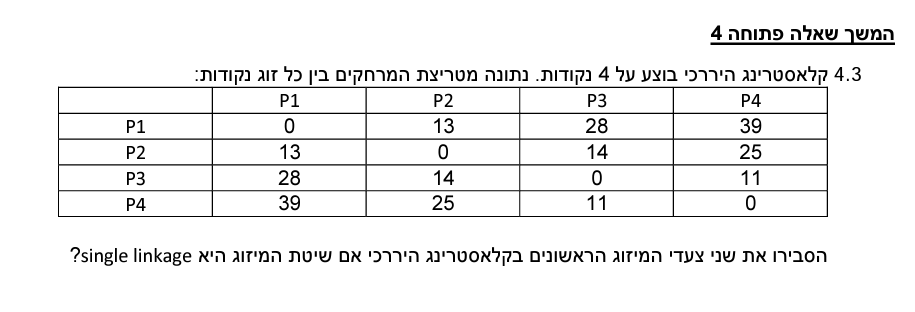 המשך שאלה פתוחה 4
4.3 קלאסטרינג היררכי בוצע על 4 נקודות. נתונה מטריצת המרחקים בין כל זוג נקודות:
P1 P2 P3 P4
P1 0 13 28 39
P2 13 0 14 25
P3 28 14 0 11
P4 39 25 11 0
הסבירו את שני צעדי המיזוג הראשונים בקלאסטרינג היררכי אם שיטת המיזוג היא single linkage?